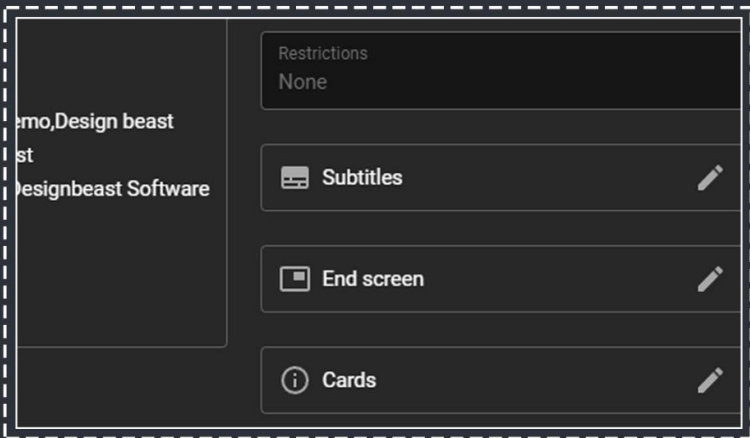 Restrictions
None
emo,Design beast
st
Designbeast Software
Subtitles
End screen
Cards